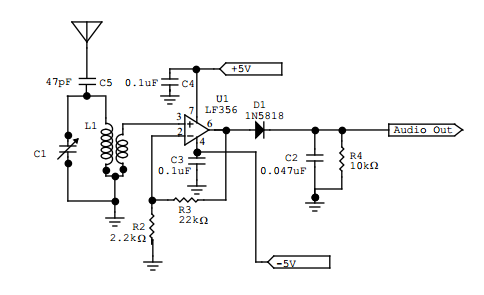 +5V
47pF
C5
0.1uF
C4
U1
LF356
D1
1N5818
7
3
+
6
2
−
4
L1
C1
Audio Out
C3
0.1uF
C2
0.047uF
R4
10kΩ
R3
22kΩ
R2
2.2kΩ
-5V